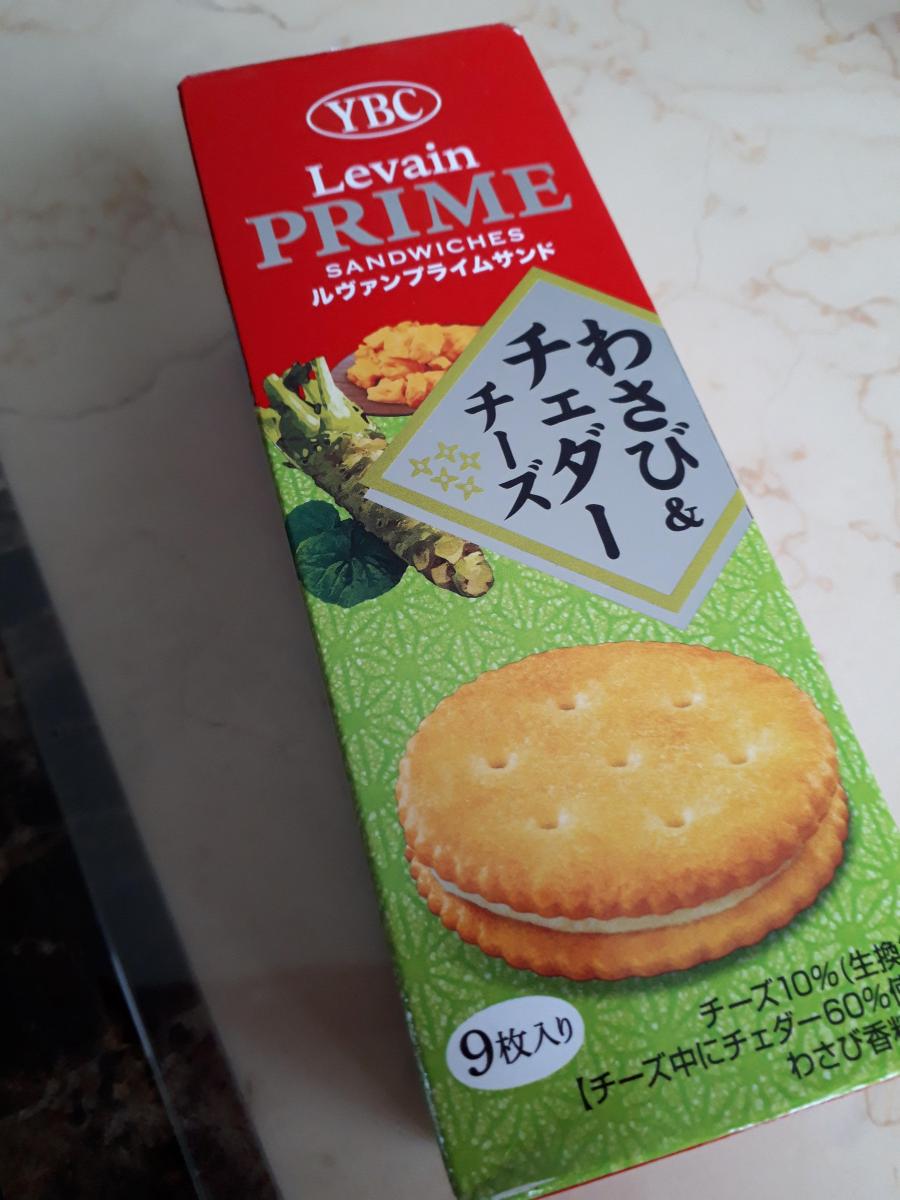 YBC
Levain
PRIME
SANDWICHES
ルヴァンプライムサンド
わさび&
チェダー
チーズ
9枚入り
チーズ10%(生換
【チーズ中にチェダー60%使
わさび香料